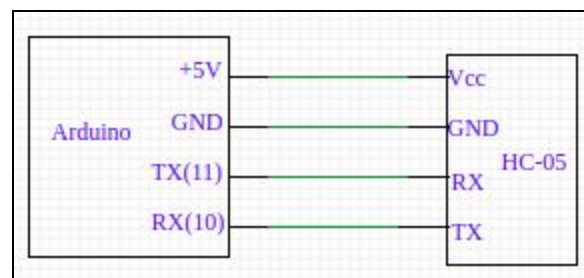 +5V
Vcc
Arduino
GND
GND
HC-05
TX(11)
RX
RX(10)
TX